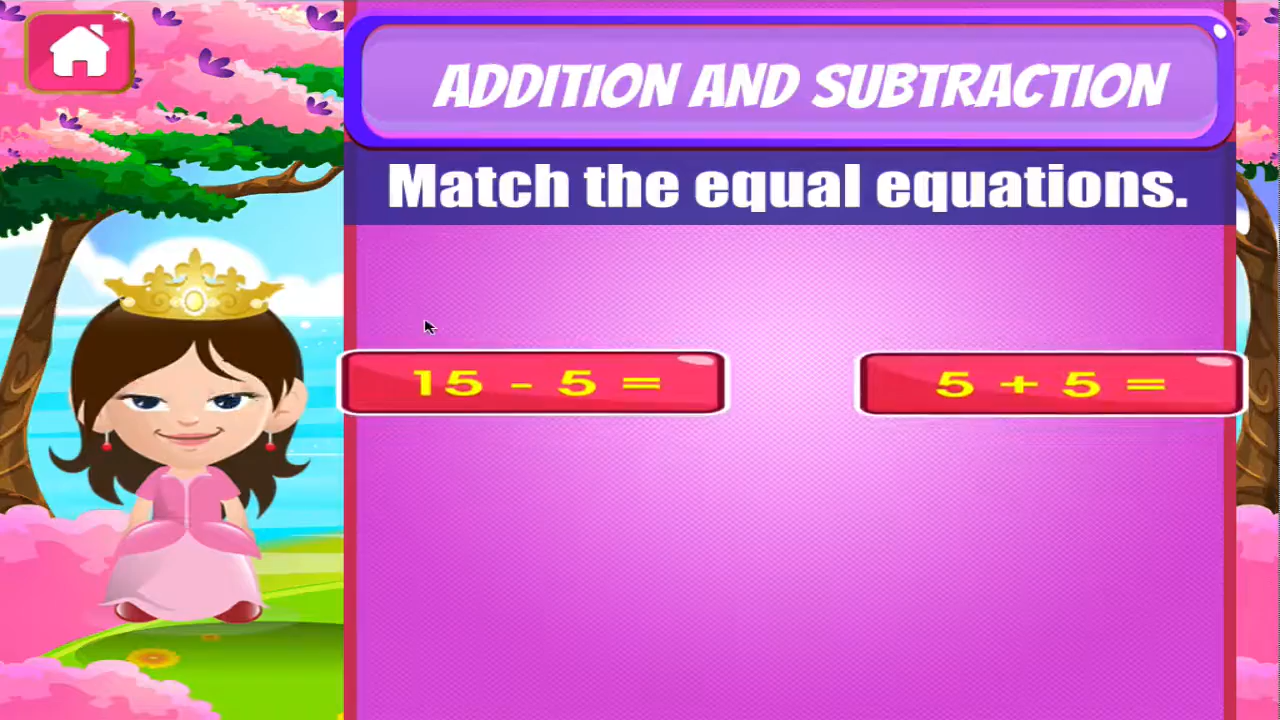 ADDITION AND SUBTRACTION
Match the equal equations.
15 - 5 =
5 + 5 =